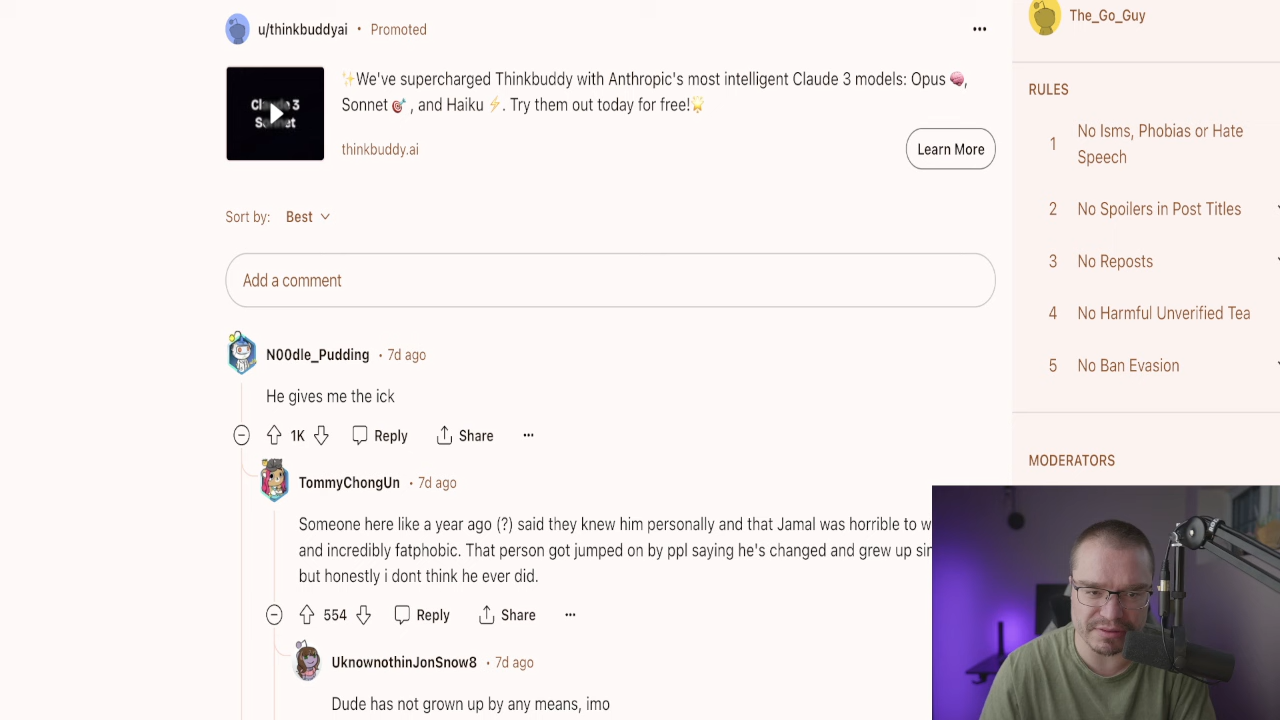 u/thinkbuddyai • Promoted
✨We've supercharged Thinkbuddy with Anthropic's most intelligent Claude 3 models: Opus 🧠,
Sonnet 🎯 , and Haiku ⚡. Try them out today for free!🌟
Claude 3
Sonnet
thinkbuddy.ai
Learn More
Sort by: Best
Add a comment
N00dle_Pudding • 7d ago
He gives me the ick
1K Reply Share
TommyChongUn • 7d ago
Someone here like a year ago (?) said they knew him personally and that Jamal was horrible to
and incredibly fatphobic. That person got jumped on by ppl saying he's changed and grew up
but honestly i dont think he ever did.
554 Reply Share
UknownothinJonSnow8 • 7d ago
Dude has not grown up by any means, imo
The_Go_Guy
RULES
1 No Isms, Phobias or Hate
Speech
2 No Spoilers in Post Titles
3 No Reposts
4 No Harmful Unverified Tea
5 No Ban Evasion
MODERATORS